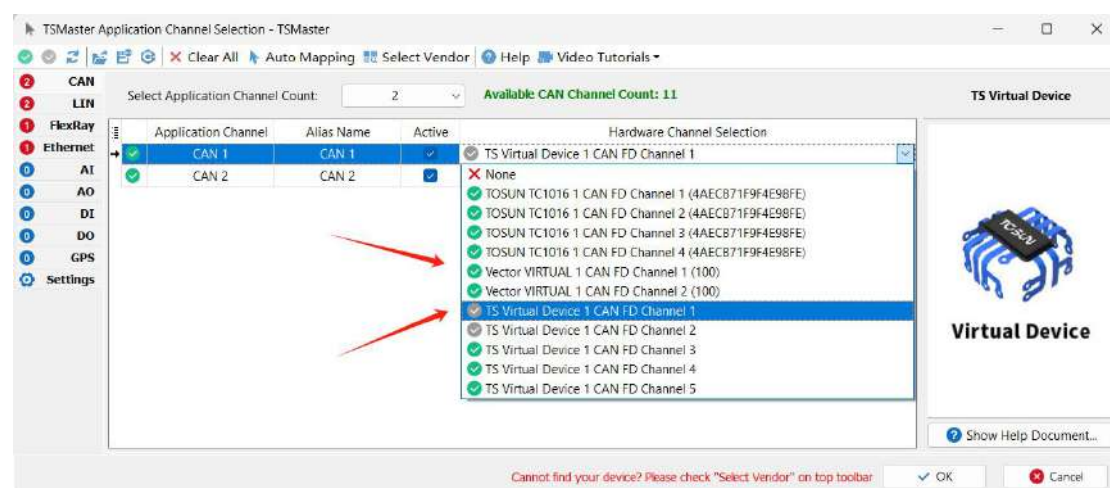 TSMaster Application Channel Selection - TSMaster
Clear All Auto Mapping Select Vendor Help Video Tutorials
2 CAN
2 LIN
1 FlexRay
1 Ethernet
0 AI
0 AO
0 DI
0 DO
0 GPS
Settings
Select Application Channel Count: 2 Available CAN Channel Count: 11
Application Channel Alias Name Active Hardware Channel Selection
CAN 1 CAN 1 TS Virtual Device 1 CAN FD Channel 1
CAN 2 CAN 2
None
TOSUN TC1016 1 CAN FD Channel 1 (4AECB71F9F4E98FE)
TOSUN TC1016 1 CAN FD Channel 2 (4AECB71F9F4E98FE)
TOSUN TC1016 1 CAN FD Channel 3 (4AECB71F9F4E98FE)
TOSUN TC1016 1 CAN FD Channel 4 (4AECB71F9F4E98FE)
Vector VIRTUAL 1 CAN FD Channel 1 (100)
Vector VIRTUAL 1 CAN FD Channel 2 (100)
TS Virtual Device 1 CAN FD Channel 1
TS Virtual Device 1 CAN FD Channel 2
TS Virtual Device 1 CAN FD Channel 3
TS Virtual Device 1 CAN FD Channel 4
TS Virtual Device 1 CAN FD Channel 5
TS Virtual Device
TOSUN
Virtual Device
Show Help Document...
Cannot find your device? Please check "Select Vendor" on top toolbar
OK
Cancel